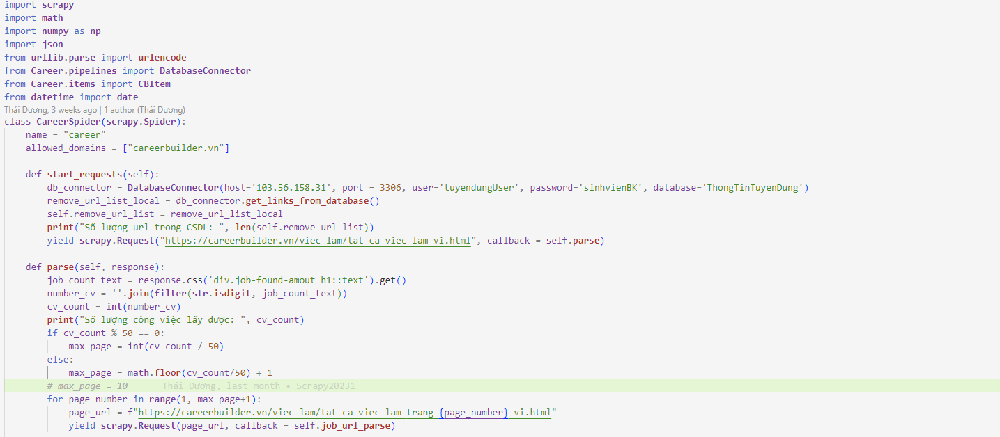 import scrapy
import math
import numpy as np
import json
from urllib.parse import urlencode
from Career.pipelines import DatabaseConnector
from Career.items import CBItem
from datetime import date
Thái Dương, 3 weeks ago | 1 author (Thái Dương)
class CareerSpider(scrapy.Spider):
    name = "career"
    allowed_domains = ["careerbuilder.vn"]

    def start_requests(self):
        db_connector = DatabaseConnector(host='103.56.158.31', port = 3306, user='tuyendungUser', password='sinhvienBK', database='ThongTinTuyenDung')
        remove_url_list_local = db_connector.get_links_from_database()
        self.remove_url_list = remove_url_list_local
        print("Số lượng url trong CSDL: ", len(self.remove_url_list))
        yield scrapy.Request("https://careerbuilder.vn/viec-lam/tat-ca-viec-lam-vi.html", callback = self.parse)

    def parse(self, response):
        job_count_text = response.css('div.job-found-amout h1::text').get()
        number_cv = ''.join(filter(str.isdigit, job_count_text))
        cv_count = int(number_cv)
        print("Số lượng công việc lấy được: ", cv_count)
        if cv_count % 50 == 0:
            max_page = int(cv_count / 50)
        else:
            max_page = math.floor(cv_count/50) + 1
        # max_page = 10 Thái Dương, last month • Scrapy20231
        for page_number in range(1, max_page+1):
            page_url = f"https://careerbuilder.vn/viec-lam/tat-ca-viec-lam-trang-{page_number}-vi.html"
            yield scrapy.Request(page_url, callback = self.job_url_parse)